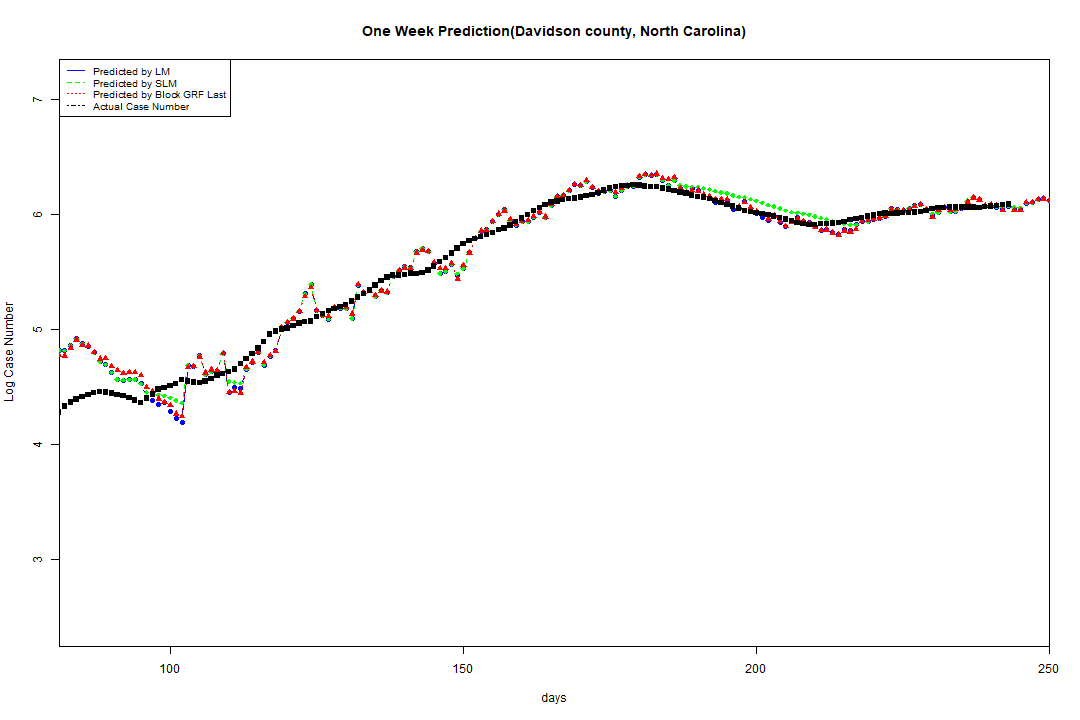 One Week Prediction(Davidson county, North Carolina)
Predicted by LM
Predicted by SLM
Predicted by Block GRF Last
Actual Case Number
7
6
5
4
3
Log Case Number
100
150
200
250
days